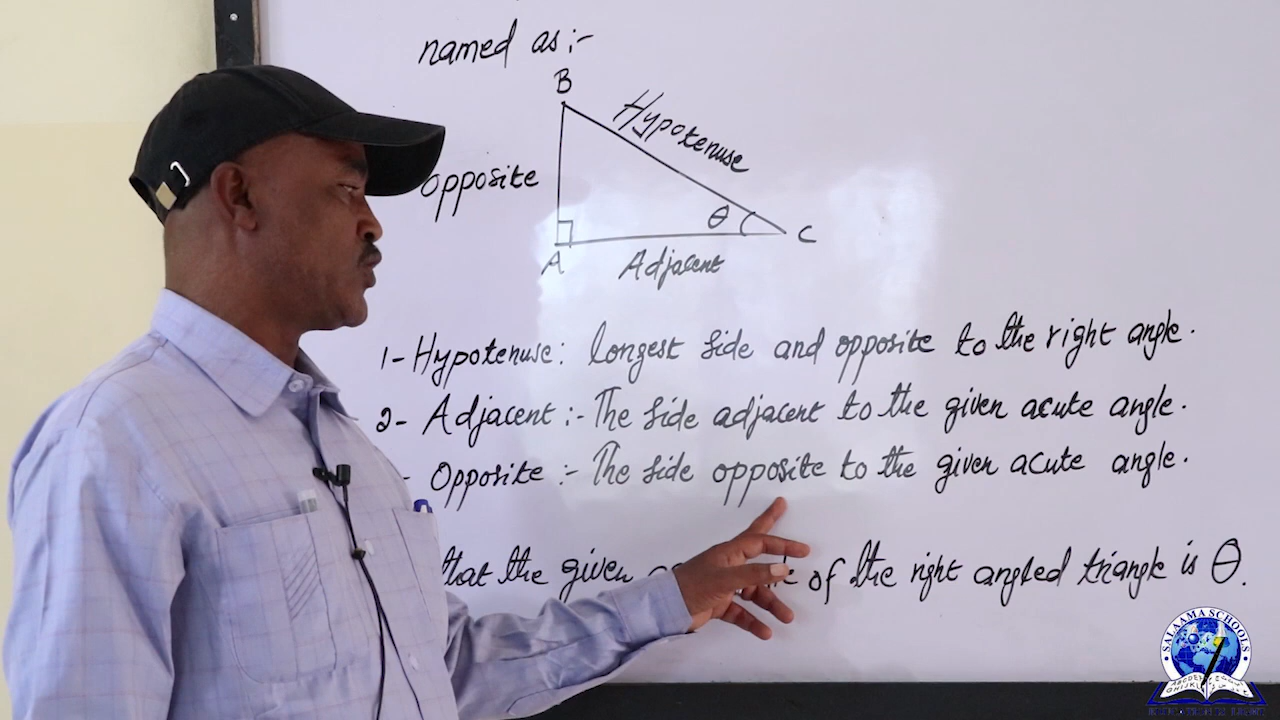 named as :-
B
Hypotenuse
opposite
θ
C
A
Adjacent
1- Hypotenuse: longest side and opposite to the right angle.
2- Adjacent :- The side adjacent to the given acute angle.
- Opposite :- The side opposite to the given acute angle.
that the given of the right angled triangle is θ.
SALAAMA SCHOOLS